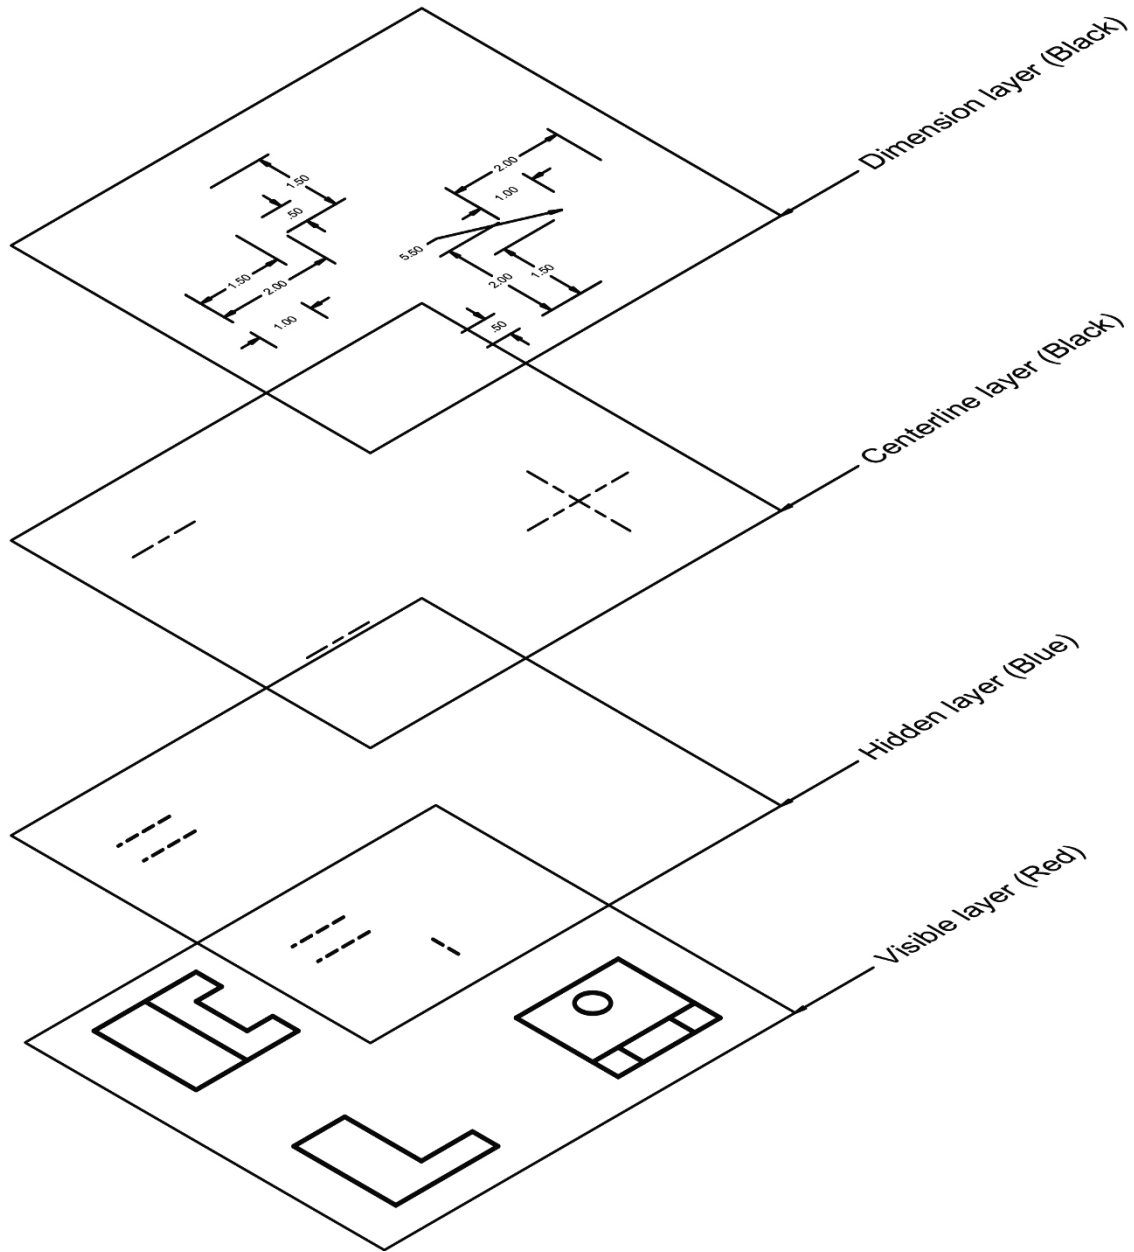 Dimension layer (Black)
2.00
1.50
1.00
.50
5.50
1.50
2.00
1.50
2.00
1.00
.50
Centerline layer (Black)
Hidden layer (Blue)
Visible layer (Red)